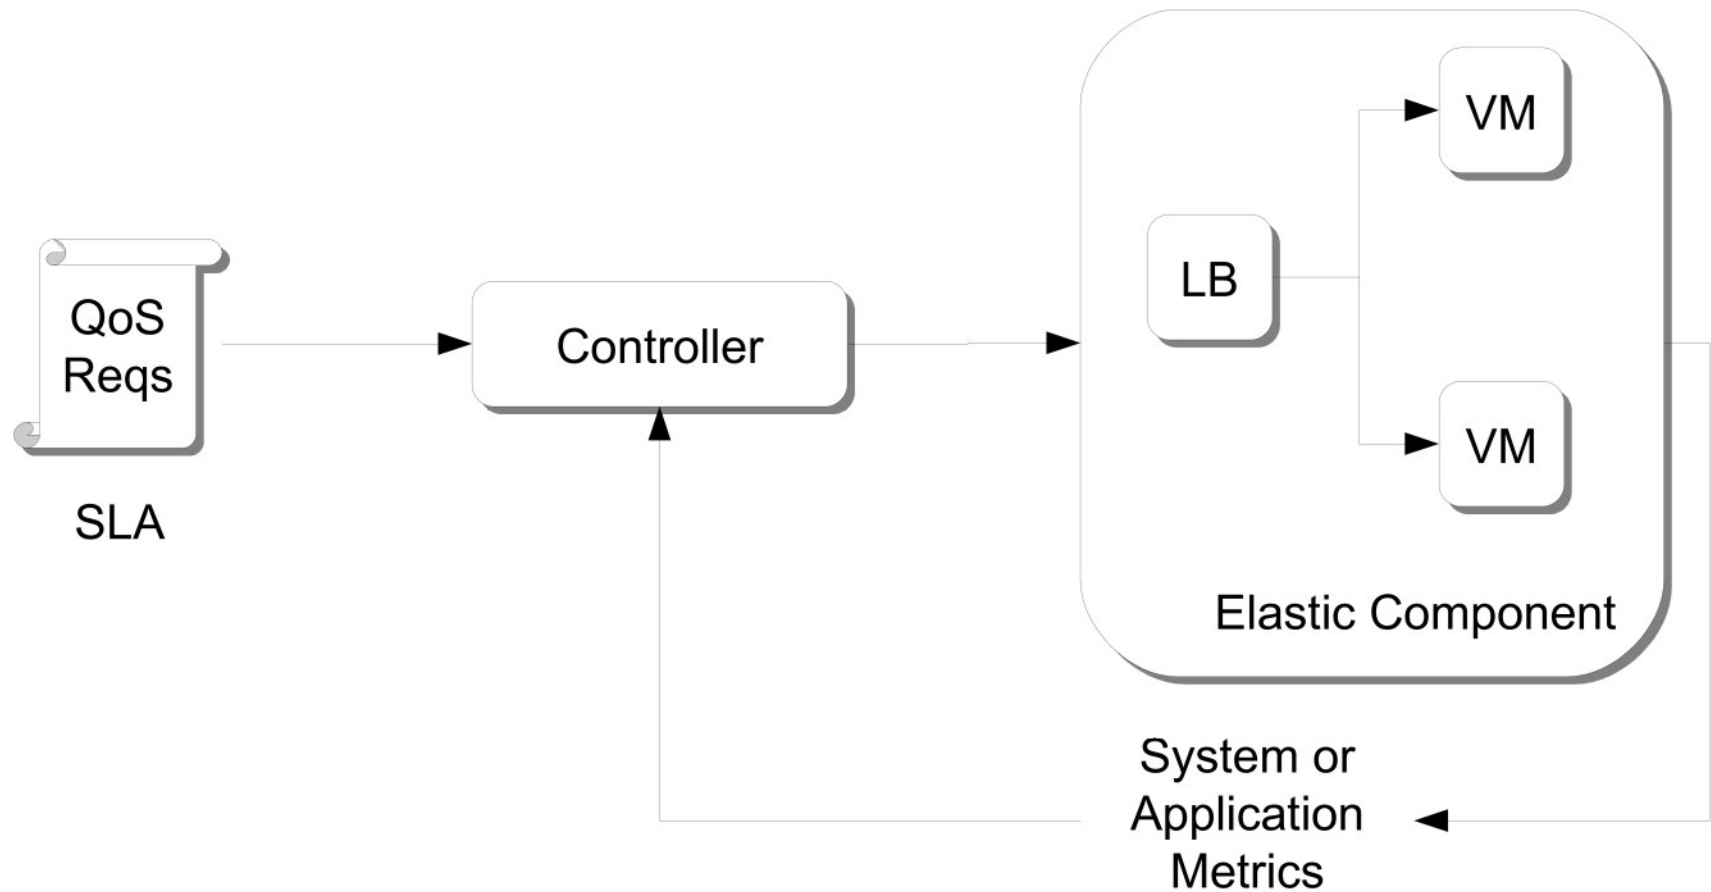 QoS
Reqs
SLA
Controller
LB
VM
VM
Elastic Component
System or
Application
Metrics